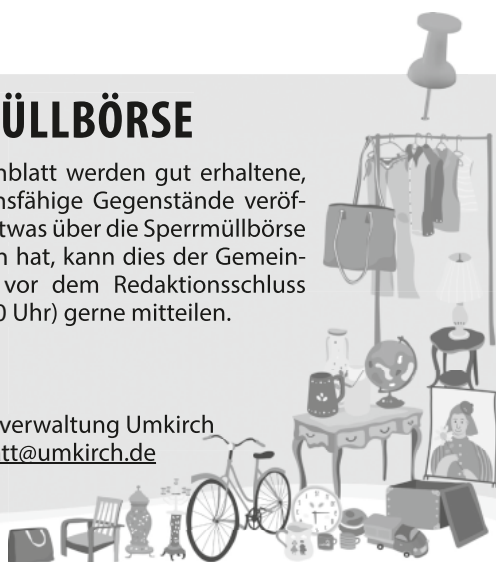 ÜLLBÖRSE
nblatt werden gut erhaltene,
nsfähige Gegenstände veröf-
twas über die Sperrmüllbörse
n hat, kann dies der Gemein-
vor dem Redaktionsschluss
0 Uhr) gerne mitteilen.
verwaltung Umkirch
tt@umkirch.de